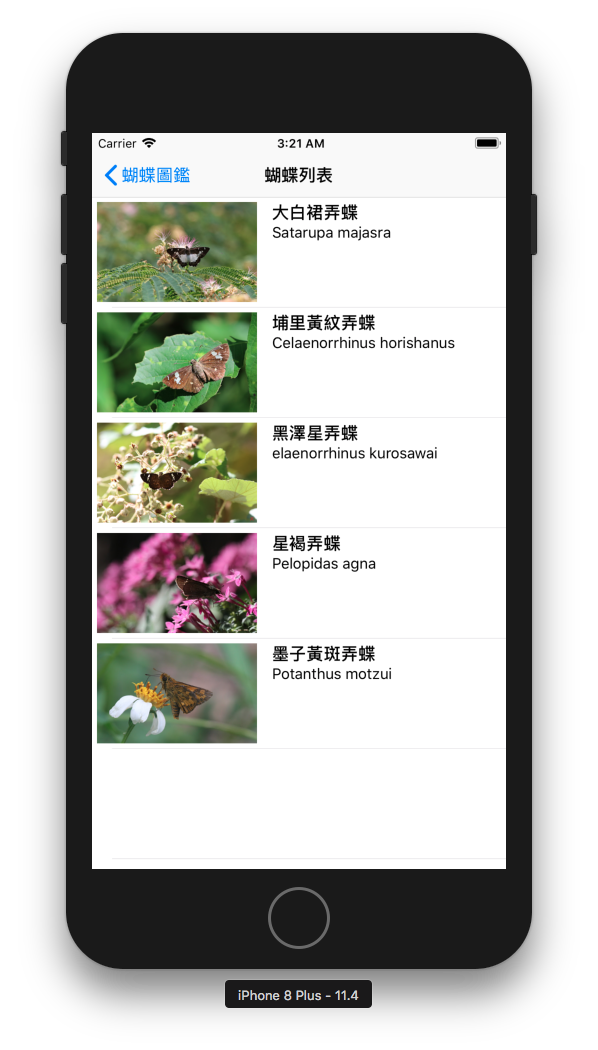 Carrier 3:21 AM
蝴蝶圖鑑 蝴蝶列表
大白裙弄蝶
Satarupa majasra
埔里黃紋弄蝶
Celaenorrhinus horishanus
黑澤星弄蝶
elaenorrhinus kurosawai
星褐弄蝶
Pelopidas agna
墨子黃斑弄蝶
Potanthus motzui
iPhone 8 Plus - 11.4